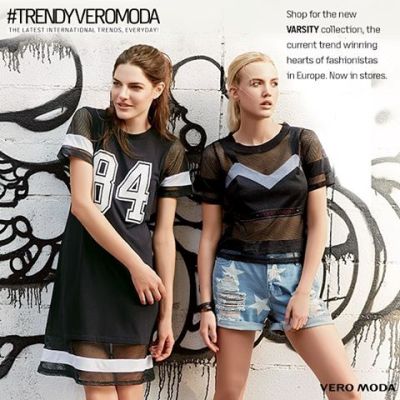 #TRENDYVEROMODA
THE LATEST INTERNATIONAL TRENDS, EVERYDAY!
Shop for the new
VARSITY collection, the
current trend winning
hearts of fashionistas
in Europe. Now in stores.
84
VERO MODA